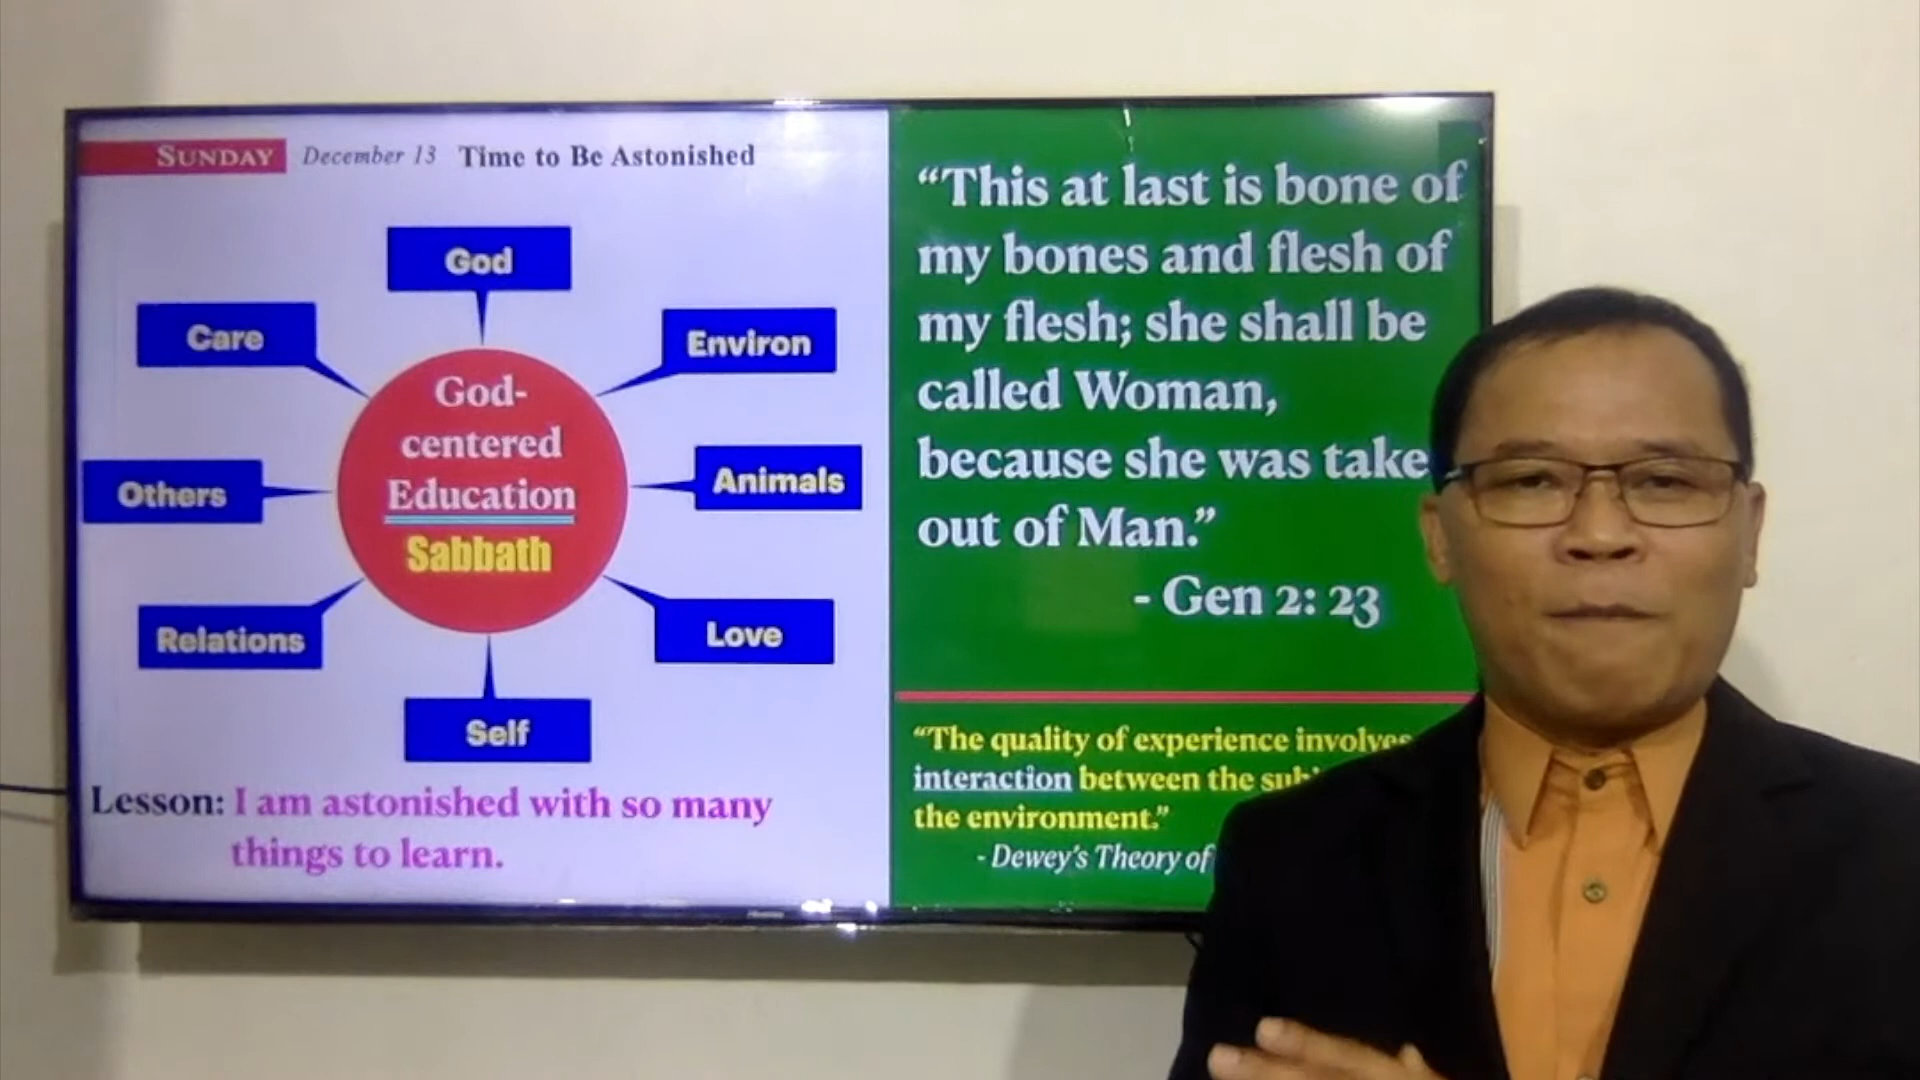 SUNDAY December 13 Time to Be Astonished
God
Care
Environ
Others
God-
centered
Education
Sabbath
Animals
Relations
Love
Self
Lesson: I am astonished with so many
things to learn.
“This at last is bone of
my bones and flesh of
my flesh; she shall be
called Woman,
because she was take
out of Man.”
- Gen 2: 23
“The quality of experience involves
interaction between the
the environment.”
- Dewey's Theory of